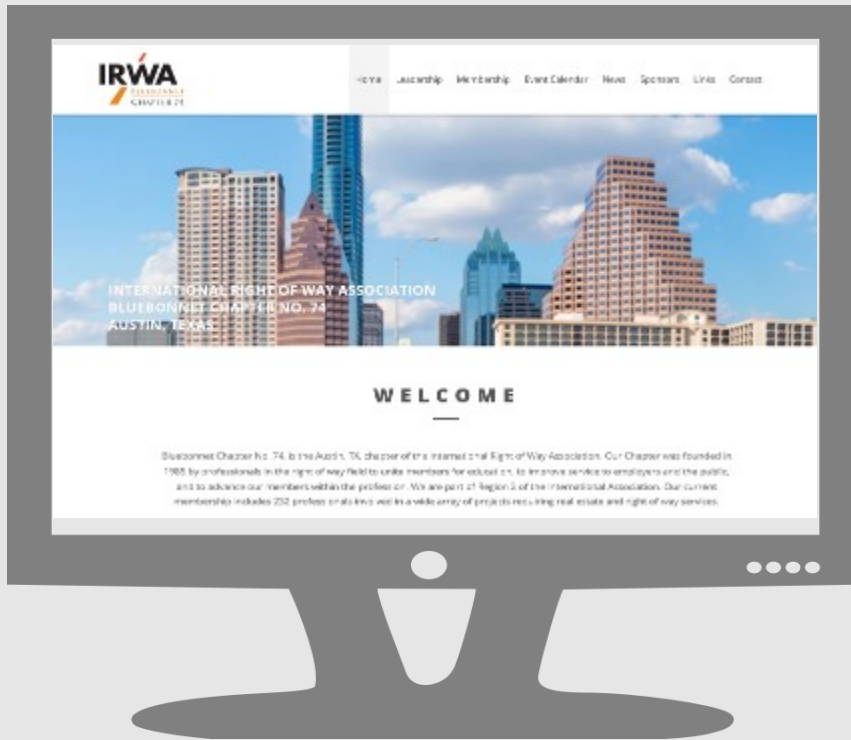 IRWA
BLUEBONNET
CHAPTER 74
Home Leadership Membership Event Calendar News Sponsors Links Contact
INTERNATIONAL RIGHT OF WAY ASSOCIATION
BLUEBONNET CHAPTER NO. 74
AUSTIN, TEXAS
WELCOME
Bluebonnet Chapter No. 74, is the Austin, TX, chapter of the International Right of Way Association. Our Chapter was founded in
1985 by professionals in the right of way field to unite members for education, to improve service to employers and the public,
and to advance our members within the profession. We are part of Region 2 of the International Association. Our current
membership includes 232 professionals involved in a wide array of projects requiring real estate and right of way services.